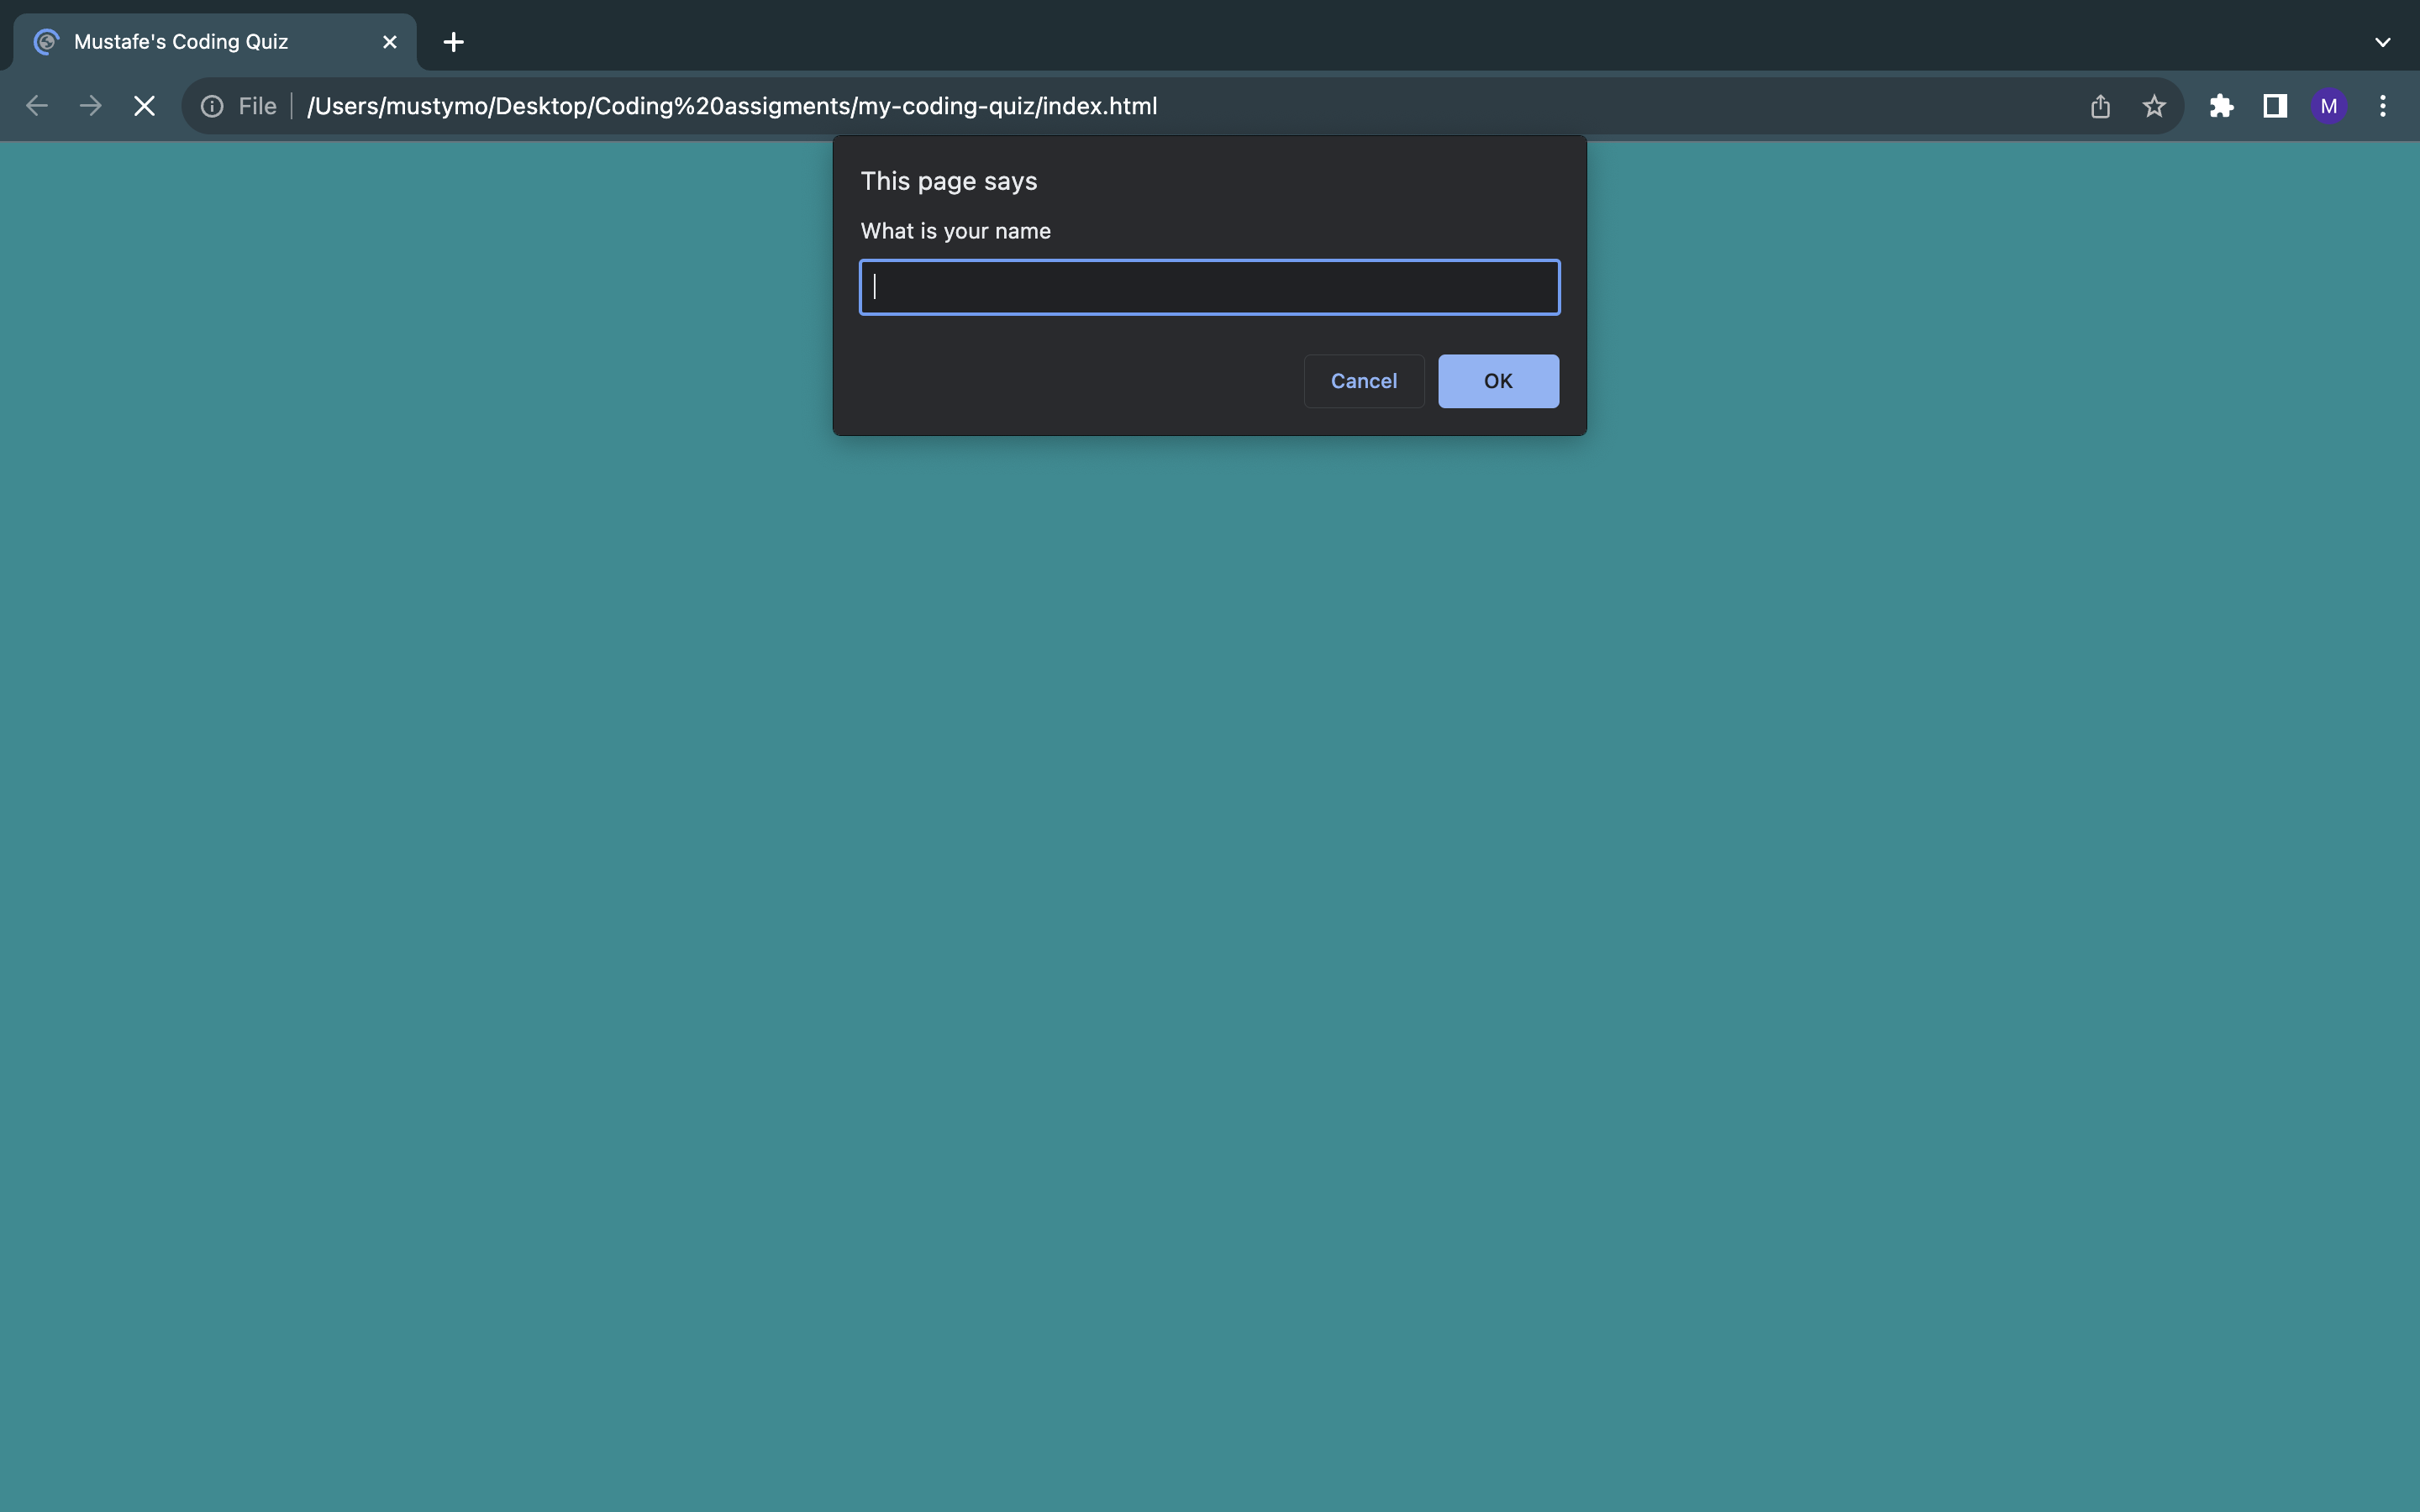 Mustafe's Coding Quiz
File /Users/mustymo/Desktop/Coding%20assigments/my-coding-quiz/index.html
M
This page says
What is your name
Cancel OK